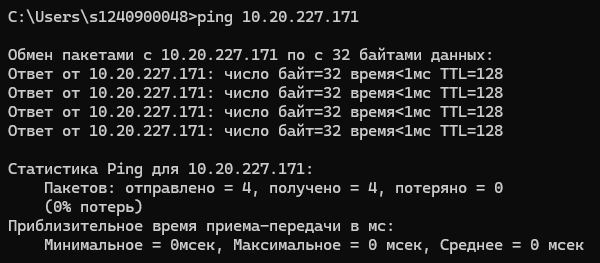 C:\Users\s1240900048>ping 10.20.227.171
Обмен пакетами с 10.20.227.171 по с 32 байтами данных:
Ответ от 10.20.227.171: число байт=32 время<1мс TTL=128
Ответ от 10.20.227.171: число байт=32 время<1мс TTL=128
Ответ от 10.20.227.171: число байт=32 время<1мс TTL=128
Ответ от 10.20.227.171: число байт=32 время<1мс TTL=128
Статистика Ping для 10.20.227.171:
Пакетов: отправлено = 4, получено = 4, потеряно = 0
(0% потерь)
Приблизительное время приема-передачи в мс:
Минимальное = 0мсек, Максимальное = 0 мсек, Среднее = 0 мсек